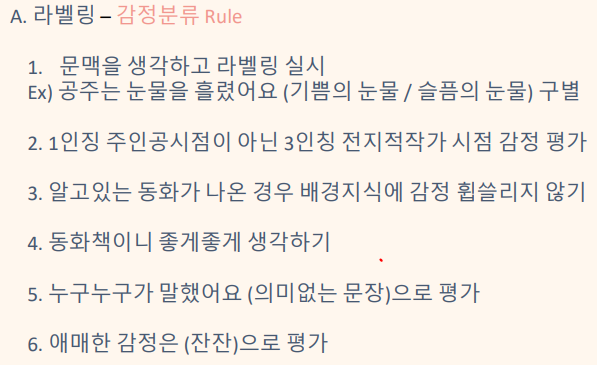 A. 라벨링 – 감정분류 Rule
1. 문맥을 생각하고 라벨링 실시
Ex) 공주는 눈물을 흘렸어요 (기쁨의 눈물 / 슬픔의 눈물) 구별
2. 1인징 주인공시점이 아닌 3인칭 전지적작가 시점 감정 평가
3. 알고있는 동화가 나온 경우 배경지식에 감정 휩쓸리지 않기
4. 동화책이니 좋게좋게 생각하기
5. 누구누구가 말했어요 (의미없는 문장)으로 평가
6. 애매한 감정은 (잔잔)으로 평가